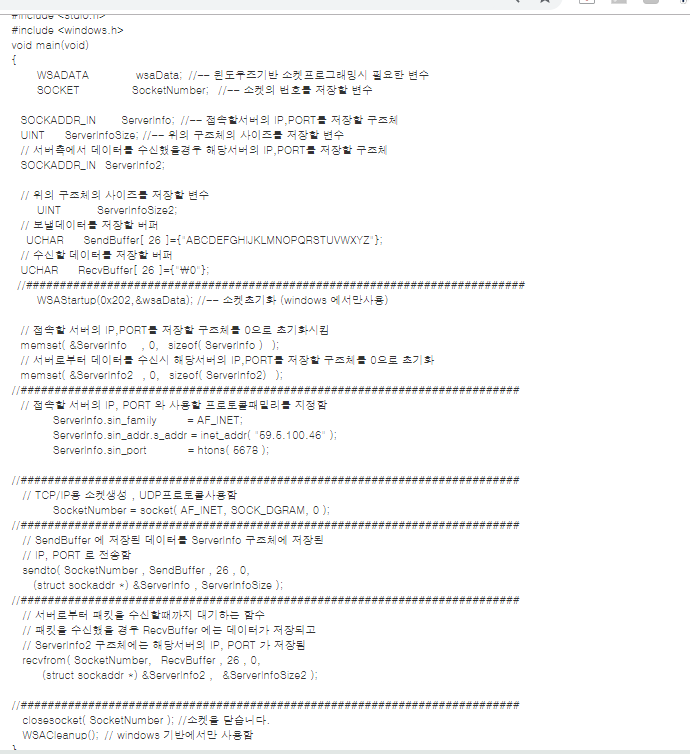 #include <stdio.h>
#include <windows.h>
void main(void)
{
WSADATA wsaData; //-- 윈도우즈기반 소켓프로그래밍시 필요한 변수
SOCKET SocketNumber; //-- 소켓의 번호를 저장할 변수
SOCKADDR_IN ServerInfo; //-- 접속할서버의 IP,PORT를 저장할 구조체
UINT ServerInfoSize; //-- 위의 구조체의 사이즈를 저장할 변수
// 서버측에서 데이터를 수신했을경우 해당서버의 IP,PORT를 저장할 구조체
SOCKADDR_IN ServerInfo2;
// 위의 구조체의 사이즈를 저장할 변수
UINT ServerInfoSize2;
// 보낼데이터를 저장할 버퍼
UCHAR SendBuffer[ 26 ]={"ABCDEFGHIJKLMNOPQRSTUVWXYZ"};
// 수신할 데이터를 저장할 버퍼
UCHAR RecvBuffer[ 26 ]={"₩0"};
//##########################################################################
WSAStartup(0x202,&wsaData); //-- 소켓초기화 (windows 에서만사용)
// 접속할 서버의 IP,PORT를 저장할 구조체를 0으로 초기화시킴
memset( &ServerInfo , 0, sizeof( ServerInfo ) );
// 서버로부터 데이터를 수신시 해당서버의 IP,PORT를 저장할 구조체를 0으로 초기화
memset( &ServerInfo2 , 0, sizeof( ServerInfo2) );
//##########################################################################
// 접속할 서버의 IP, PORT 와 사용할 프로토콜패밀리를 지정함
ServerInfo.sin_family = AF_INET;
ServerInfo.sin_addr.s_addr = inet_addr( "59.5.100.46" );
ServerInfo.sin_port = htons( 5678 );
//##########################################################################
// TCP/IP용 소켓생성 , UDP프로토콜사용함
SocketNumber = socket( AF_INET, SOCK_DGRAM, 0 );
//##########################################################################
// SendBuffer 에 저장된 데이터를 ServerInfo 구조체에 저장된
// IP, PORT 로 전송함
sendto( SocketNumber , SendBuffer , 26 , 0,
(struct sockaddr *) &ServerInfo , ServerInfoSize );
//##########################################################################
// 서버로부터 패킷을 수신할때까지 대기하는 함수
// 패킷을 수신했을 경우 RecvBuffer 에는 데이터가 저장되고
// ServerInfo2 구조체에는 해당서버의 IP, PORT 가 저장됨
recvfrom( SocketNumber, RecvBuffer , 26 , 0,
(struct sockaddr *) &ServerInfo2 , &ServerInfoSize2 );
//##########################################################################
closesocket( SocketNumber ); //소켓을 닫습니다.
WSACleanup(); // windows 기반에서만 사용함
}